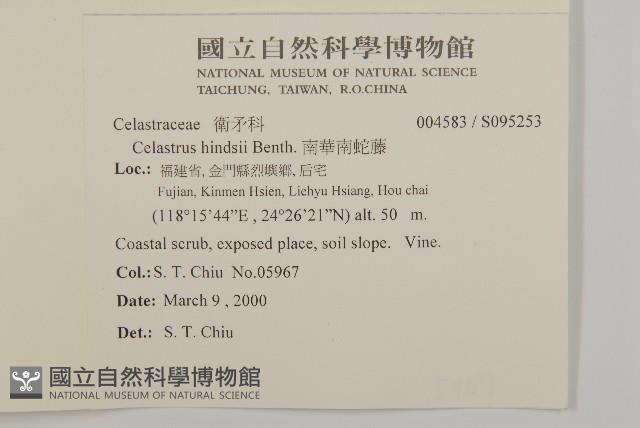 國立自然科學博物館
NATIONAL MUSEUM OF NATURAL SCIENCE
TAICHUNG, TAIWAN, R.O.CHINA
Celastraceae 衛矛科 004583 / S095253
Celastrus hindsii Benth. 南華南蛇藤
Loc.: 福建省, 金門縣烈嶼鄉, 后宅
Fujian, Kinmen Hsien, Liehyu Hsiang, Hou chai
(118°15'44”E , 24°26'21”N) alt. 50 m.
Coastal scrub, exposed place, soil slope. Vine.
Col.: S. T. Chiu No.05967
Date: March 9 , 2000
Det.: S. T. Chiu
國立自然科學博物館
NATIONAL MUSEUM OF NATURAL SCIENCE